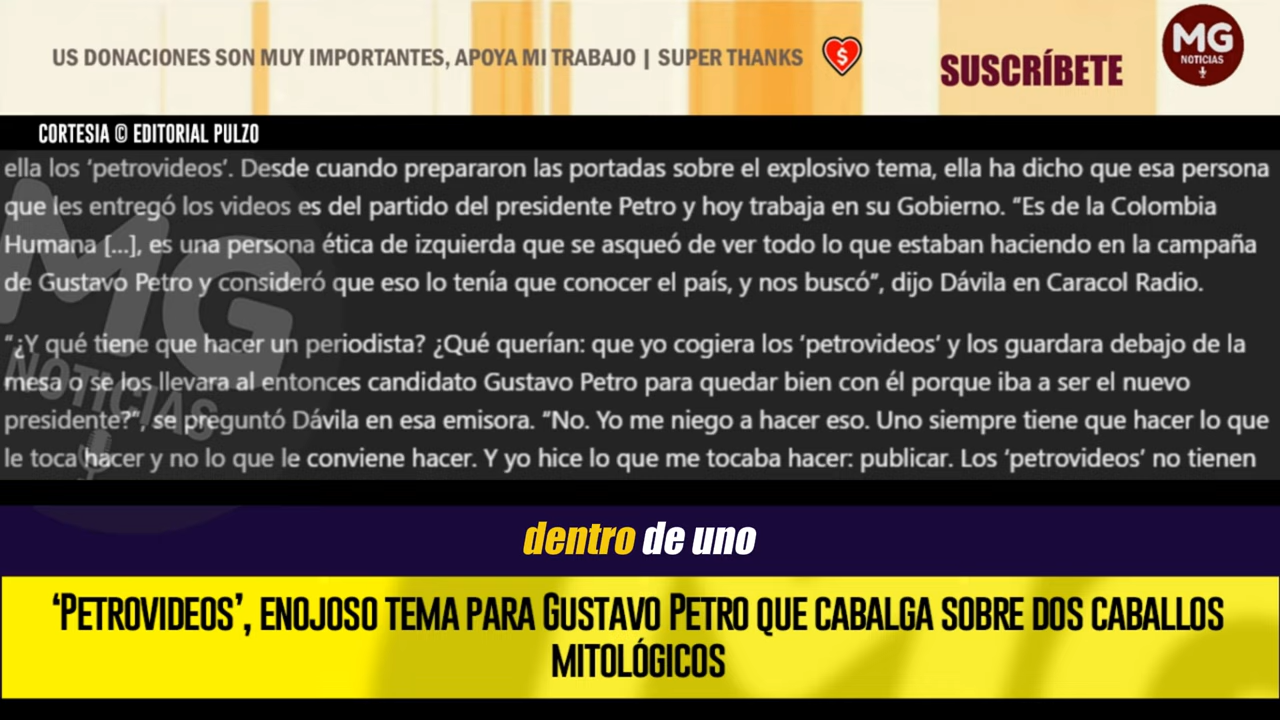 US DONACIONES SON MUY IMPORTANTES, APOYA MI TRABAJO | SUPER THANKS
SUSCRÍBETE
MG
NOTICIAS
CORTESIA © EDITORIAL PULZO
ella los ‘petrovideos’. Desde cuando prepararon las portadas sobre el explosivo tema, ella ha dicho que esa persona
que les entregó los videos es del partido del presidente Petro y hoy trabaja en su Gobierno. “Es de la Colombia
Humana [...], es una persona ética de izquierda que se asqueó de ver todo lo que estaban haciendo en la campaña
de Gustavo Petro y consideró que eso lo tenía que conocer el país, y nos buscó”, dijo Dávila en Caracol Radio.
“¿Y qué tiene que hacer un periodista? ¿Qué querían: que yo cogiera los ‘petrovideos’ y los guardara debajo de la
mesa o se los llevara al entonces candidato Gustavo Petro para quedar bien con él porque iba a ser el nuevo
presidente?”, se preguntó Dávila en esa emisora. “No. Yo me niego a hacer eso. Uno siempre tiene que hacer lo que
le toca hacer y no lo que le conviene hacer. Y yo hice lo que me tocaba hacer: publicar. Los ‘petrovideos’ no tienen
MG
NOTICIAS
dentro de uno
‘PETROVIDEOS’, ENOJOSO TEMA PARA GUSTAVO PETRO QUE CABALGA SOBRE DOS CABALLOS
MITOLÓGICOS